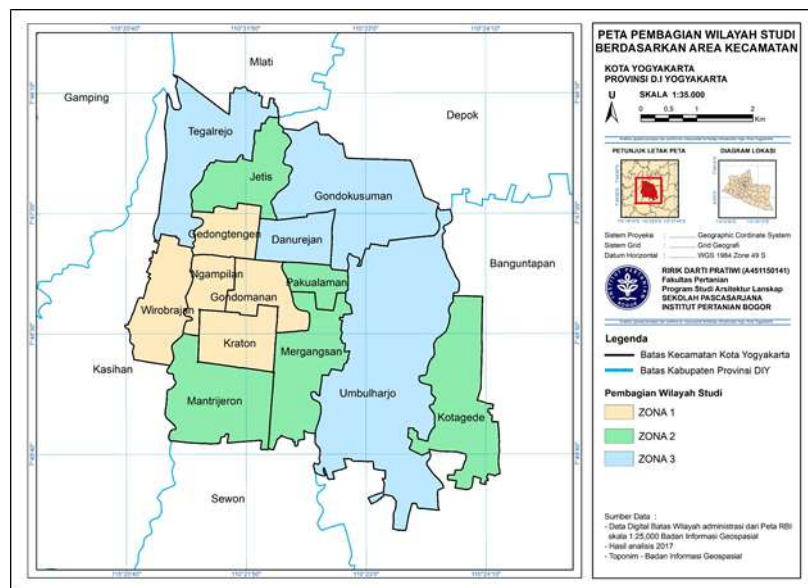 PETA PEMBAGIAN WILAYAH STUDI
BERDASARKAN AREA KECAMATAN
KOTA YOGYAKARTA
PROVINSI D.I YOGYAKARTA
U
SKALA 1:35.000
0 0,5 1 2
Km
PETUNJUK LETAK PETA
DIAGRAM LOKASI
Sistem Proyeksi : .......... Geographic Cordinate System
Sistem Grid : .......... Grid Geografi
Datum Horizontal : .......... WGS 1984 Zone 49 S
INSTITUT PERTANIAN
BOGOR
RIRIK DARTI PRATIWI (A451150141)
Fakultas Pertanian
Program Studi Arsitektur Lanskap
SEKOLAH PASCASARJANA
INSTITUT PERTANIAN BOGOR
Legenda
Batas Kecamatan Kota Yogyakarta
Batas Kabupaten Provinsi DIY
Pembagian Wilayah Studi
ZONA 1
ZONA 2
ZONA 3
Sumber Data :
- Data Digital Batas Wilayah administrasi dari Peta RBI
skala 1:25,000 Badan Informasi Geospasial
- Hasil analisis 2017
- Toponim - Badan Informasi Geospasial
Mlati
Gamping
Depok
Tegalrejo
Jetis
Gondokusuman
Gedongtengen
Danurejan
Banguntapan
Ngampilan
Pakualaman
Gondomanan
Wirobrajan
Kraton
Mergangsan
Kasihan
Umbulharjo
Mantrijeron
Kotagede
Sewon